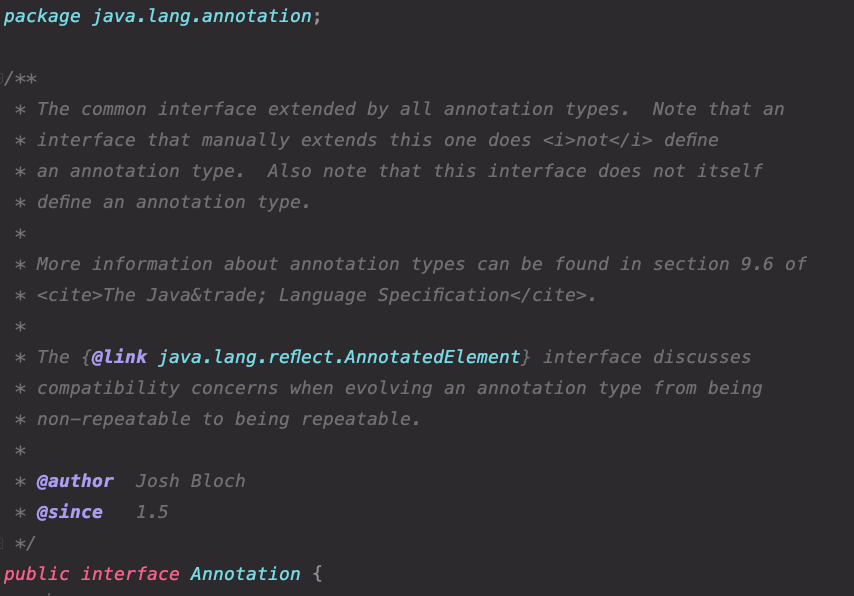 package java.lang.annotation;
/**
 * The common interface extended by all annotation types.  Note that an
 * interface that manually extends this one does <i>not</i> define
 * an annotation type.  Also note that this interface does not itself
 * define an annotation type.
 *
 * More information about annotation types can be found in section 9.6 of
 * <cite>The Java&trade; Language Specification</cite>.
 *
 * The {@link java.lang.reflect.AnnotatedElement} interface discusses
 * compatibility concerns when evolving an annotation type from being
 * non-repeatable to being repeatable.
 *
 * @author  Josh Bloch
 * @since   1.5
 */
public interface Annotation {